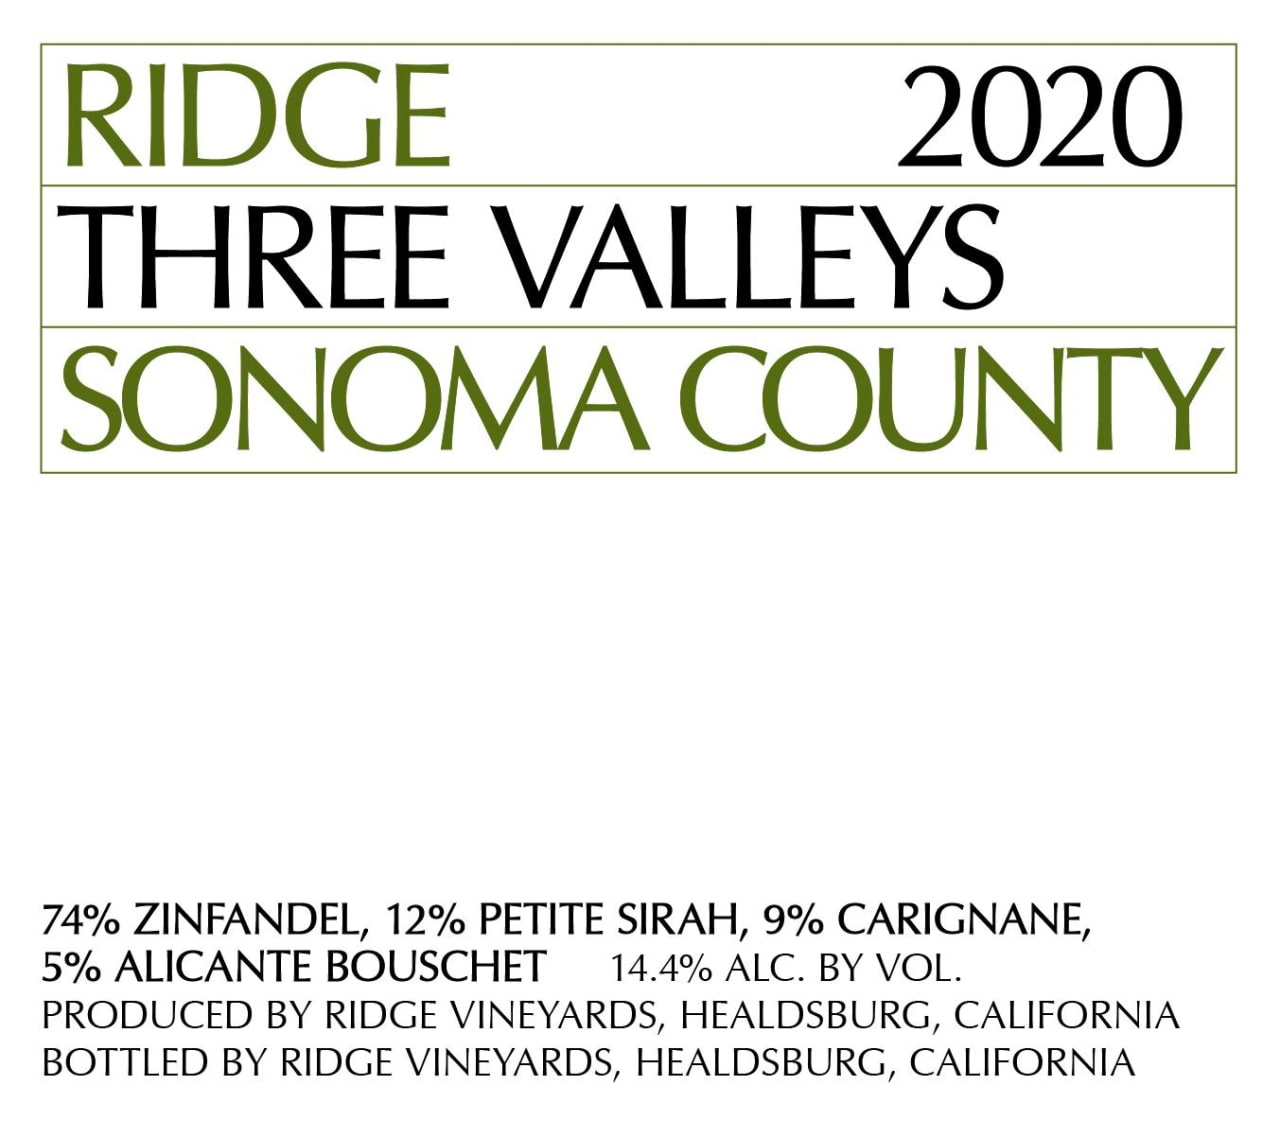 RIDGE 2020
THREE VALLEYS
SONOMA COUNTY
74% ZINFANDEL, 12% PETITE SIRAH, 9% CARIGNANE,
5% ALICANTE BOUSCHET 14.4% ALC. BY VOL.
PRODUCED BY RIDGE VINEYARDS, HEALDSBURG, CALIFORNIA
BOTTLED BY RIDGE VINEYARDS, HEALDSBURG, CALIFORNIA